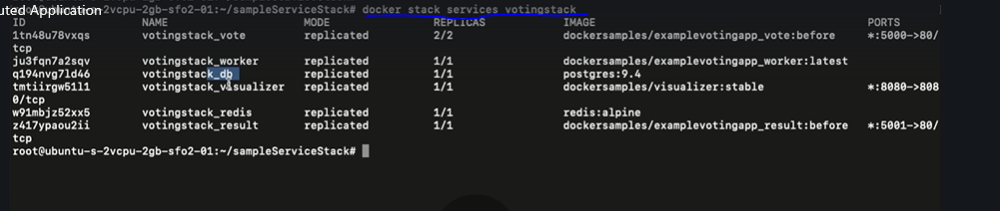 uted Application
root@ubuntu-s-2vcpu-2gb-sfo2-01:~/sampleServiceStack# docker stack services votingstack
ID NAME MODE REPLICAS IMAGE PORTS
1tn48u78vxqs votingstack_vote replicated 2/2 dockersamples/examplevotingapp_vote:before *:5000->80/
tcp
ju3fqn7a2sqv votingstack_worker replicated 1/1 dockersamples/examplevotingapp_worker:latest
q194nvg7ld46 votingstack_db replicated 1/1 postgres:9.4
tmtiirgw51l1 votingstack_visualizer replicated 1/1 dockersamples/visualizer:stable *:8080->808
0/tcp
w91mbjz52xx5 votingstack_redis replicated 1/1 redis:alpine
z417ypaou2ii votingstack_result replicated 1/1 dockersamples/examplevotingapp_result:before *:5001->80/
tcp
root@ubuntu-s-2vcpu-2gb-sfo2-01:~/sampleServiceStack#